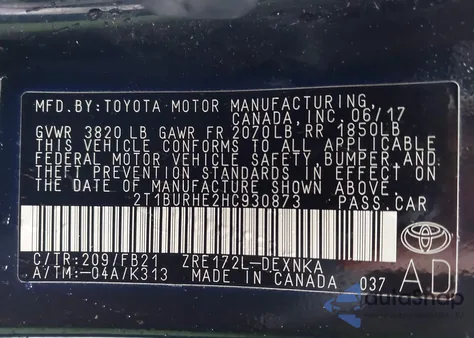 MFD. BY: TOYOTA MOTOR MANUFACTURING,
CANADA, INC. 06/17
GVWR 3820 LB GAWR FR 2070LB RR 1850LB
THIS VEHICLE CONFORMS TO ALL APPLICABLE
FEDERAL MOTOR VEHICLE SAFETY, BUMPER, AND
THEFT PREVENTION STANDARDS IN EFFECT ON
THE DATE OF MANUFACTURE SHOWN ABOVE.
2T1BURHE2HC930873 PASS.CAR
C/TR: 209/FB21 ZRE172L-DEXNKA
A/TM: -04A/K313 MADE IN CANADA 037 AD
autoShop